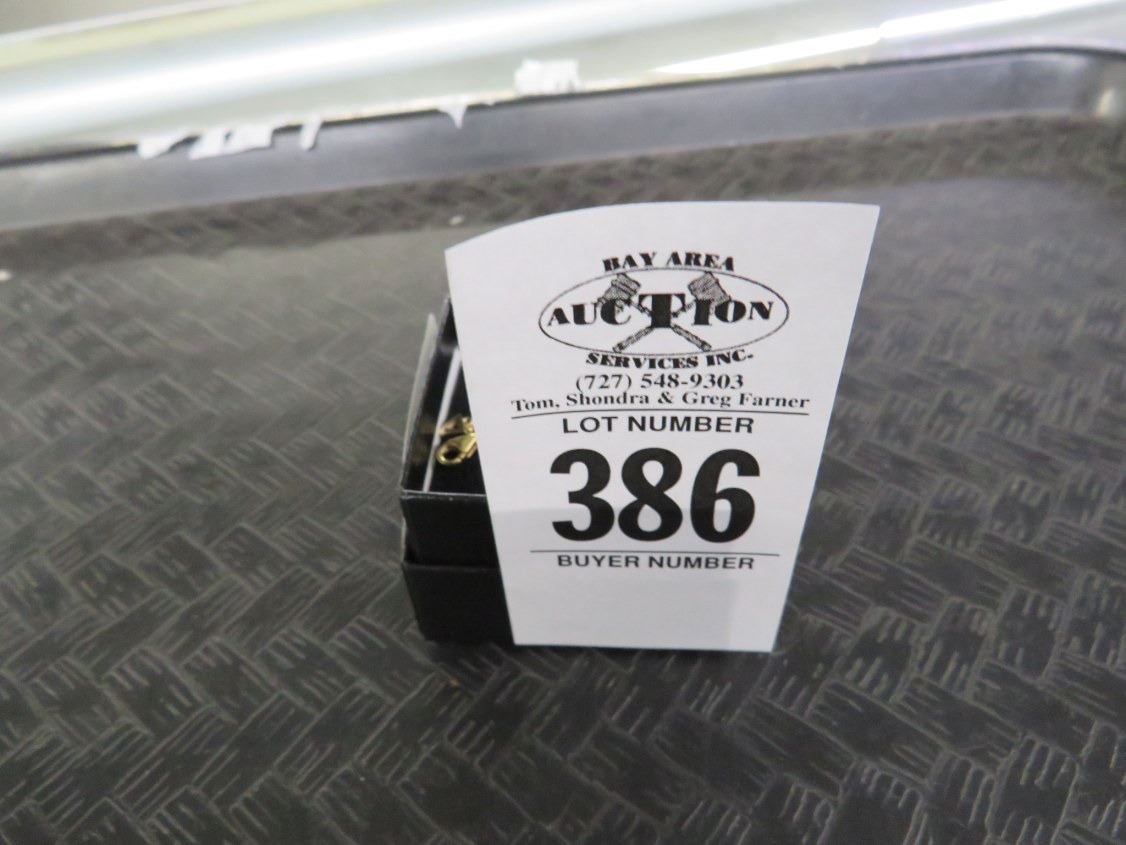 BAY AREA
AUCTION
SERVICES INC.
(727) 548-9303
Tom, Shondra & Greg Farner
LOT NUMBER
386
BUYER NUMBER